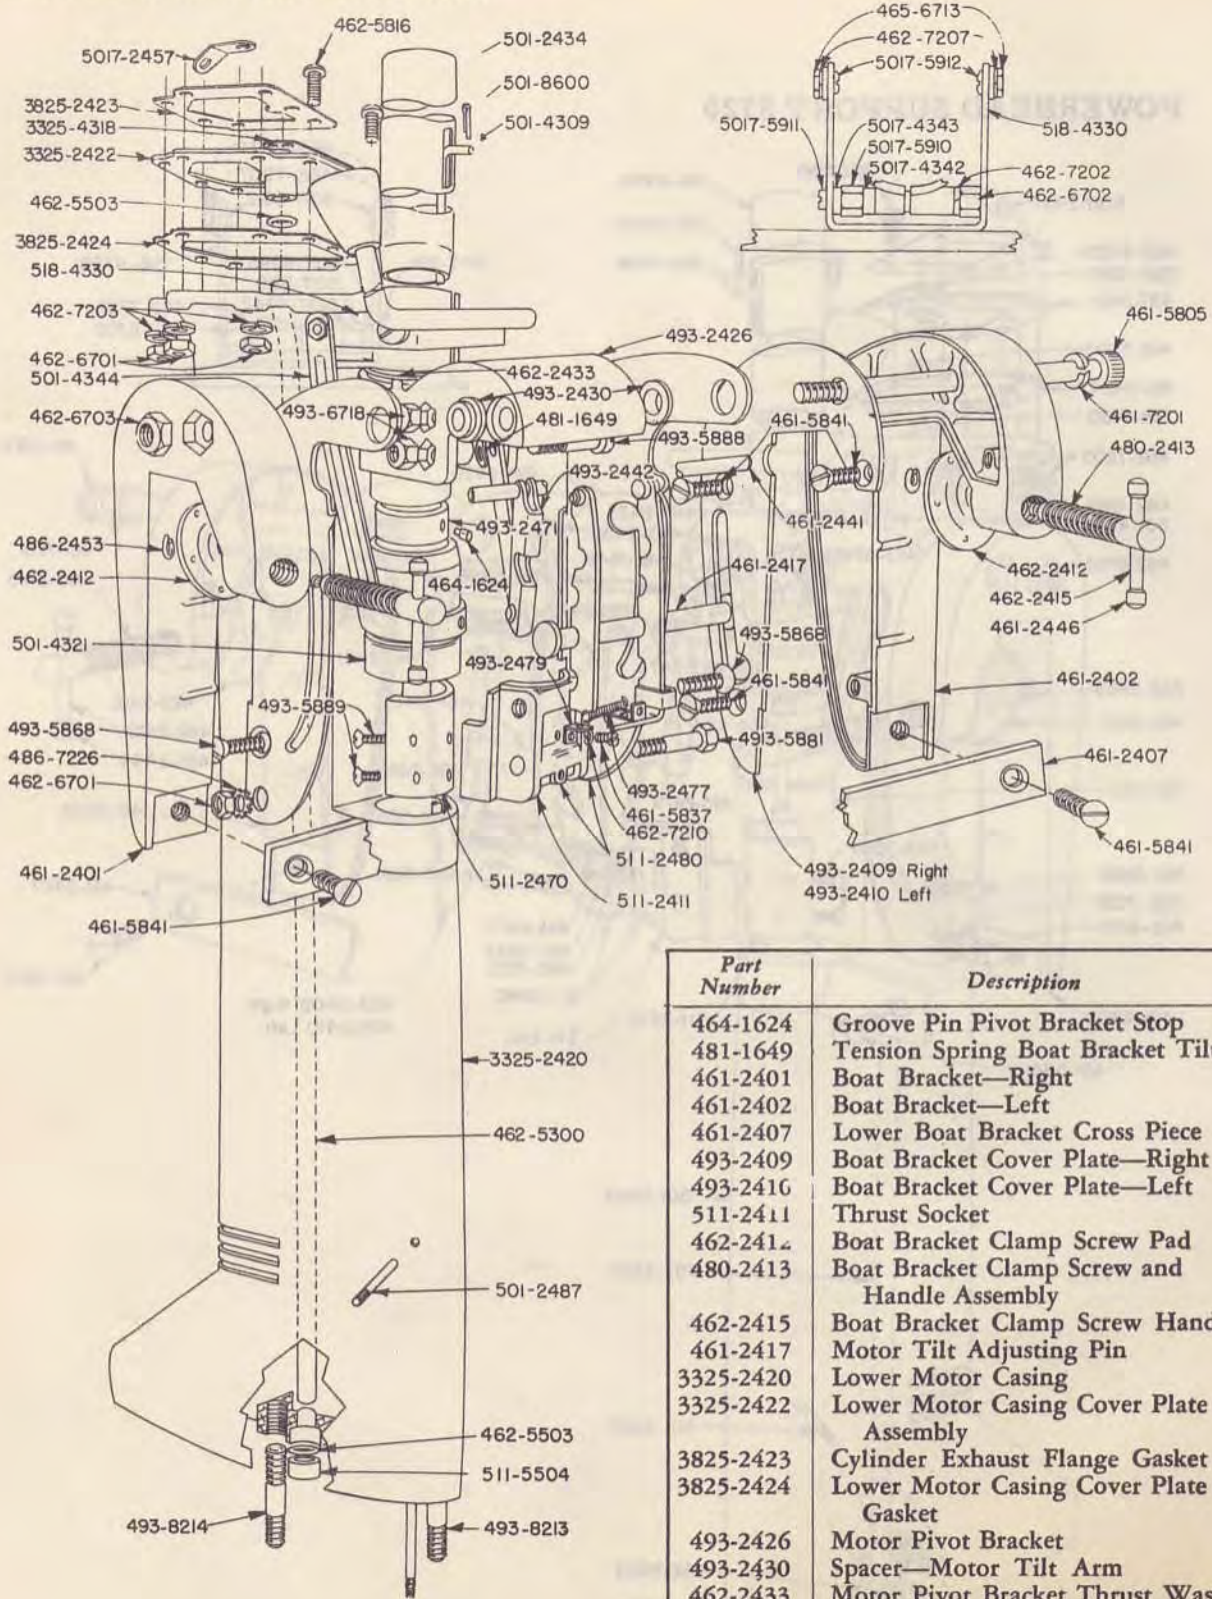 462-5816
5017-2457
501-2434
501-8600
501-4309
3825-2423
3325-4318
3325-2422
462-5503
3825-2424
518-4330
462-7203
462-6701
501-4344
462-6703
486-2453
462-2412
501-4321
493-5868
486-7226
462-6701
461-2401
461-5841
465-6713
462-7207
5017-5912
5017-5911
5017-4343
5017-5910
5017-4342
518-4330
462-7202
462-6702
493-2426
462-2433
493-2430
493-6718
481-1649
493-5888
461-5841
493-2442
493-2471
461-2441
464-1624
461-2417
493-2479
493-5868
461-5841
493-5889
493-5881
493-2477
461-5837
462-7210
511-2480
511-2470
511-2411
461-5805
461-7201
480-2413
462-2412
462-2415
461-2446
461-2402
461-2407
461-5841
493-2409 Right
493-2410 Left
3325-2420
462-5300
501-2487
462-5503
511-5504
493-8214
493-8213
Part Number Description
464-1624 Groove Pin Pivot Bracket Stop
481-1649 Tension Spring Boat Bracket Tilt
461-2401 Boat Bracket—Right
461-2402 Boat Bracket—Left
461-2407 Lower Boat Bracket Cross Piece
493-2409 Boat Bracket Cover Plate—Right
493-2410 Boat Bracket Cover Plate—Left
511-2411 Thrust Socket
462-2412 Boat Bracket Clamp Screw Pad
480-2413 Boat Bracket Clamp Screw and
Handle Assembly
462-2415 Boat Bracket Clamp Screw Hand
461-2417 Motor Tilt Adjusting Pin
3325-2420 Lower Motor Casing
3325-2422 Lower Motor Casing Cover Plate
Assembly
3825-2423 Cylinder Exhaust Flange Gasket
3825-2424 Lower Motor Casing Cover Plate
Gasket
493-2426 Motor Pivot Bracket
493-2430 Spacer—Motor Tilt Arm
462-2433 Motor Pivot Bracket Thrust Was